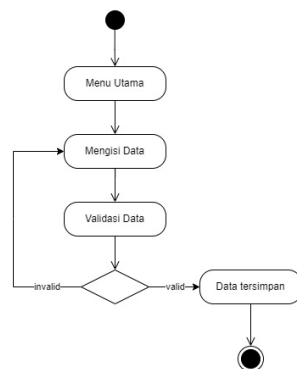 Menu Utama
Mengisi Data
Validasi Data
invalid
valid
Data tersimpan